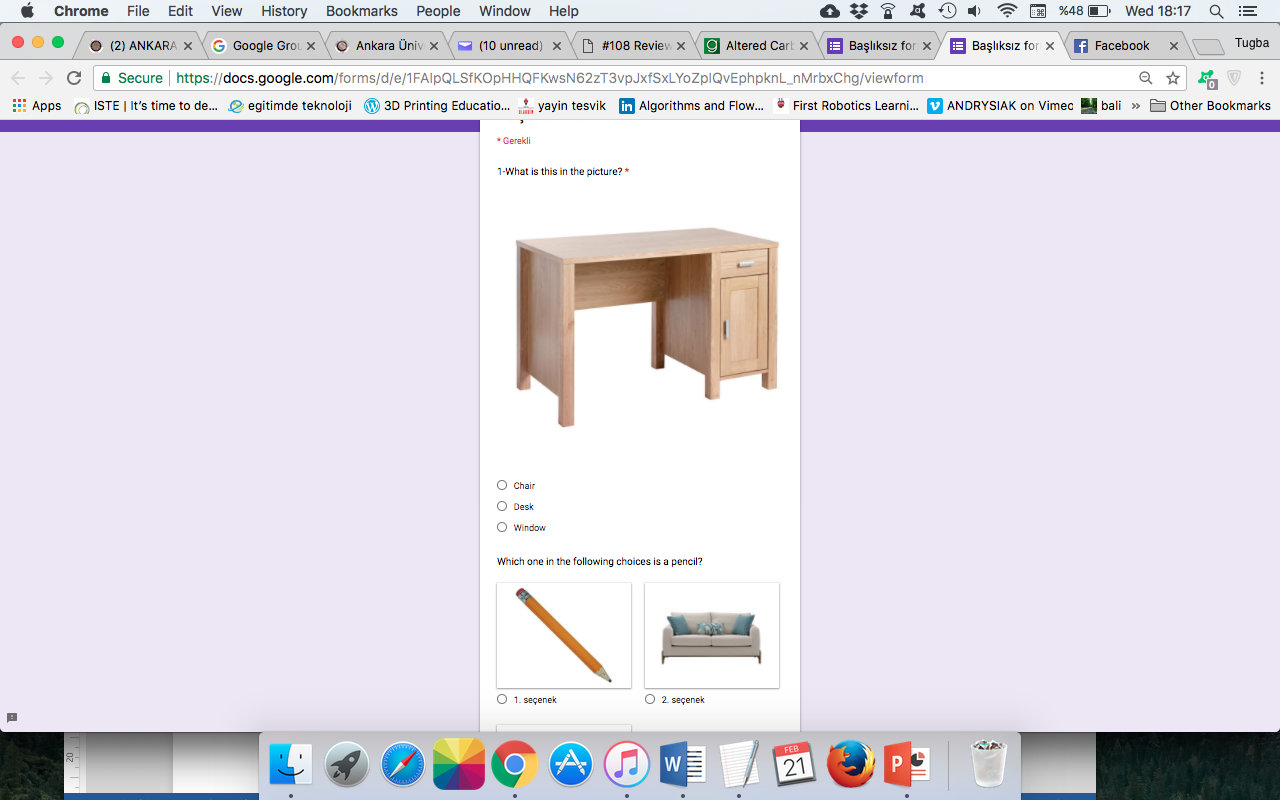 Chrome File Edit View History Bookmarks People Window Help %48 Wed 18:17
(2) ANKARA Google Grou Ankara Üniv (10 unread) #108 Review Altered Carb Başlıksız for Başlıksız for Facebook Tugba
Secure https://docs.google.com/forms/d/e/1FAIpQLSfKOpHHQFKwsN62zT3vpJxfSxLYoZpIQvEphpknL_nMrbxChg/viewform 0
Apps ISTE | It's time to de... egitimde teknoloji 3D Printing Educatio... yayin tesvik Algorithms and Flow... First Robotics Learni... ANDRYSIAK on Vimeo bali » Other Bookmarks
* Gerekli
1-What is this in the picture? *
Chair
Desk
Window
Which one in the following choices is a pencil?
1. seçenek 2. seçenek
20
FEB
21